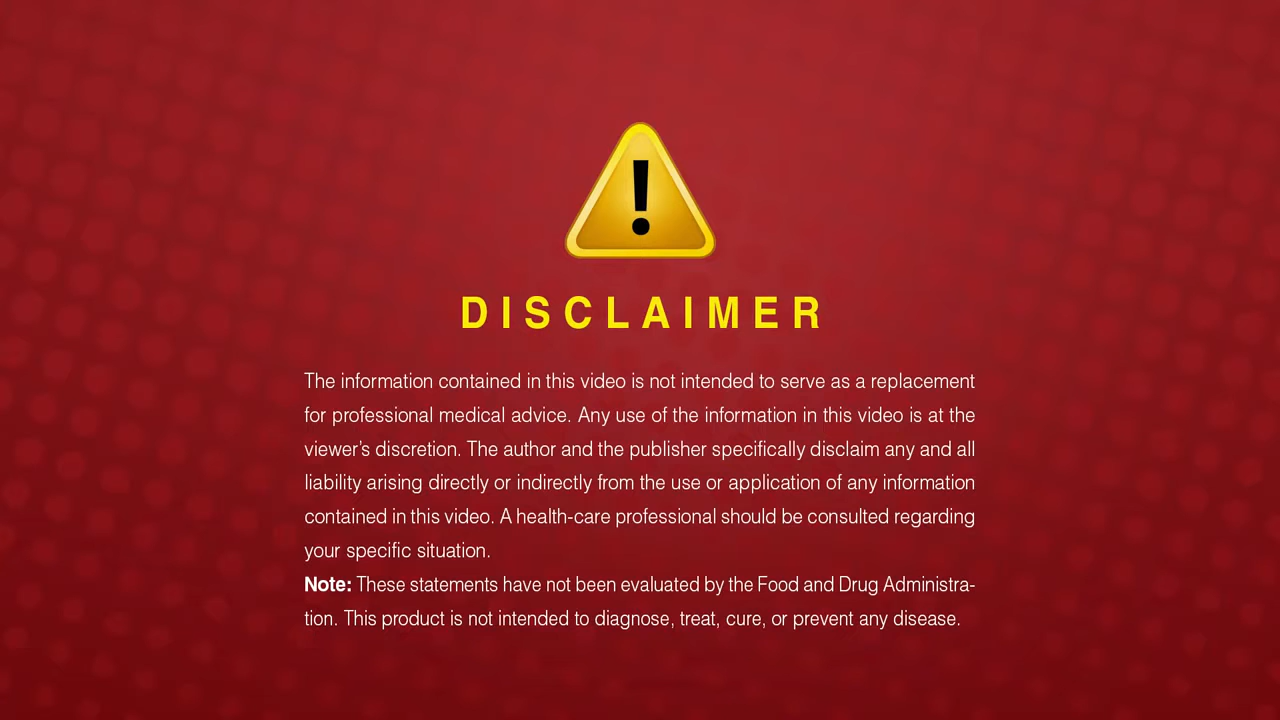 !
DISCLAIMER
The information contained in this video is not intended to serve as a replacement
for professional medical advice. Any use of the information in this video is at the
viewer's discretion. The author and the publisher specifically disclaim any and all
liability arising directly or indirectly from the use or application of any information
contained in this video. A health-care professional should be consulted regarding
your specific situation.
Note: These statements have not been evaluated by the Food and Drug Administra-
tion. This product is not intended to diagnose, treat, cure, or prevent any disease.